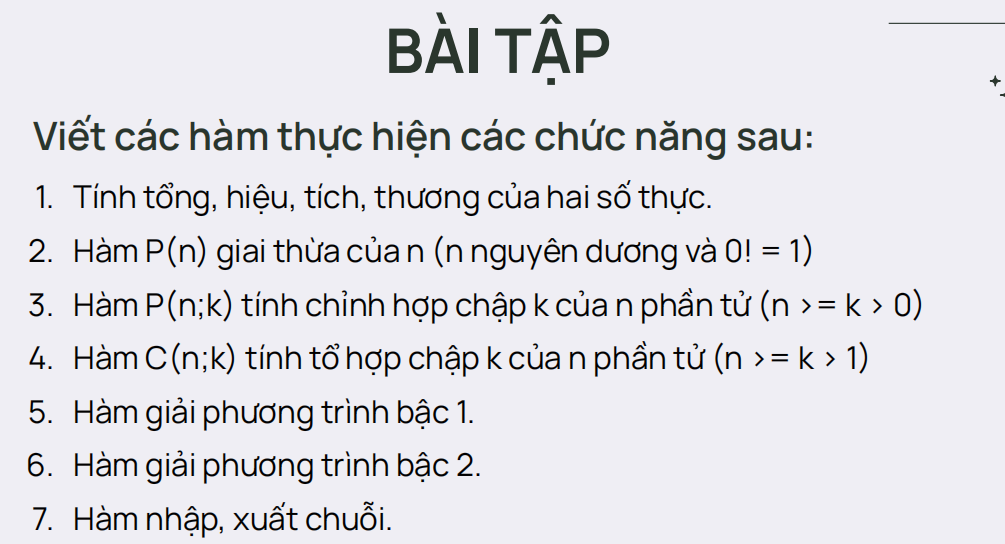 BÀI TẬP
Viết các hàm thực hiện các chức năng sau:
1. Tính tổng, hiệu, tích, thương của hai số thực.
2. Hàm P(n) giai thừa của n (n nguyên dương và 0! = 1)
3. Hàm P(n;k) tính chỉnh hợp chập k của n phần tử (n >= k > 0)
4. Hàm C(n;k) tính tổ hợp chập k của n phần tử (n >= k > 1)
5. Hàm giải phương trình bậc 1.
6. Hàm giải phương trình bậc 2.
7. Hàm nhập, xuất chuỗi.